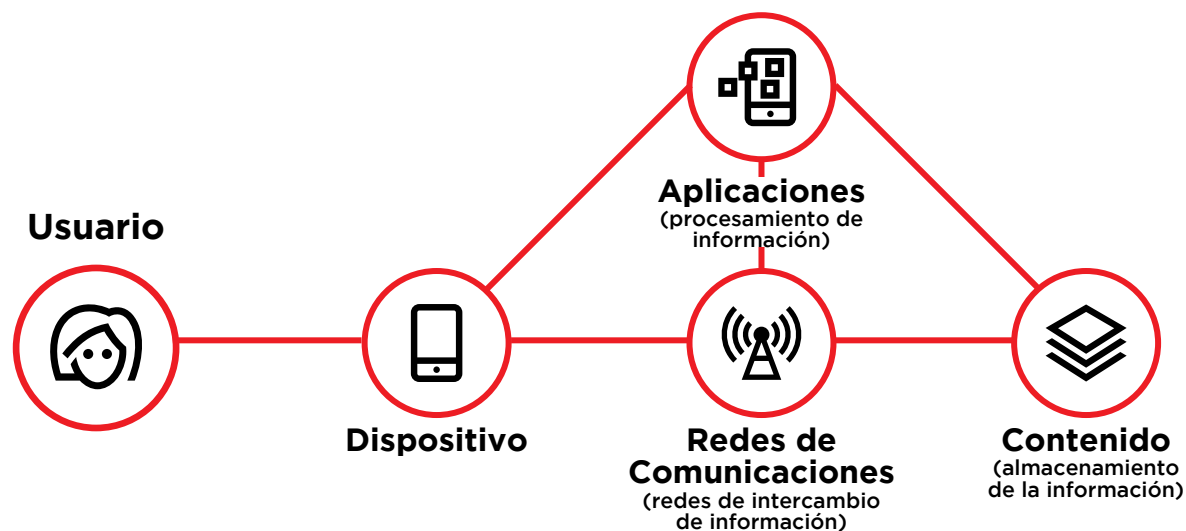 Usuario
Aplicaciones
(procesamiento de
información)
Dispositivo
Redes de
Comunicaciones
(redes de intercambio
de información)
Contenido
(almacenamiento
de la información)